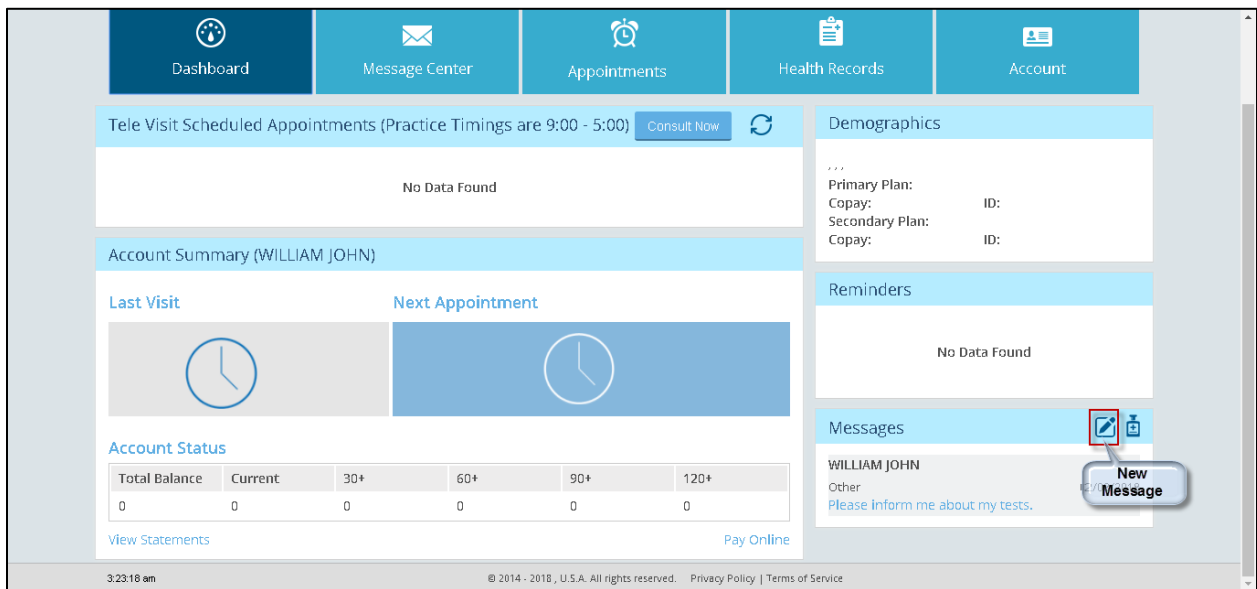 Dashboard
Message Center
Appointments
Health Records
Account
Tele Visit Scheduled Appointments (Practice Timings are 9:00 - 5:00) Consult Now
No Data Found
Account Summary (WILLIAM JOHN)
Last Visit Next Appointment
Account Status
Total Balance Current 30+ 60+ 90+ 120+
0 0 0 0 0 0
View Statements Pay Online
Demographics
, , ,
Primary Plan:
Copay: ID:
Secondary Plan:
Copay: ID:
Reminders
No Data Found
Messages
New
Message
WILLIAM JOHN
Other
Please inform me about my tests.
3:23:18 am © 2014 - 2018 , U.S.A. All rights reserved. Privacy Policy | Terms of Service